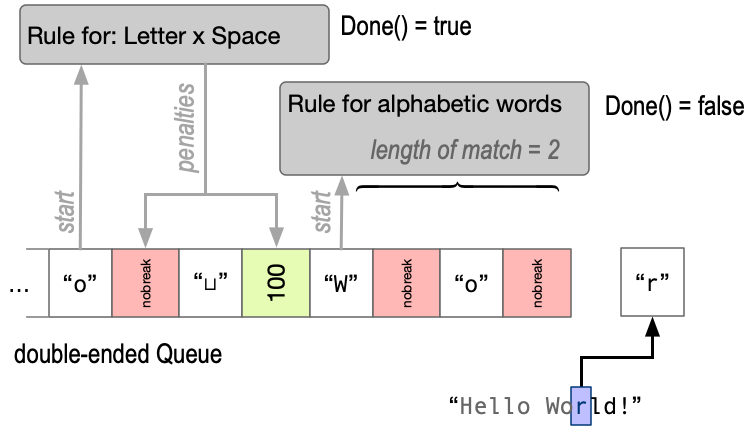 Rule for: Letter x Space
Done() = true
Rule for alphabetic words
length of match = 2
Done() = false
start
penalties
start
... “o” nobreak “⊔” 100 “W” nobreak “o” nobreak “r”
double-ended Queue
“Hello World!”